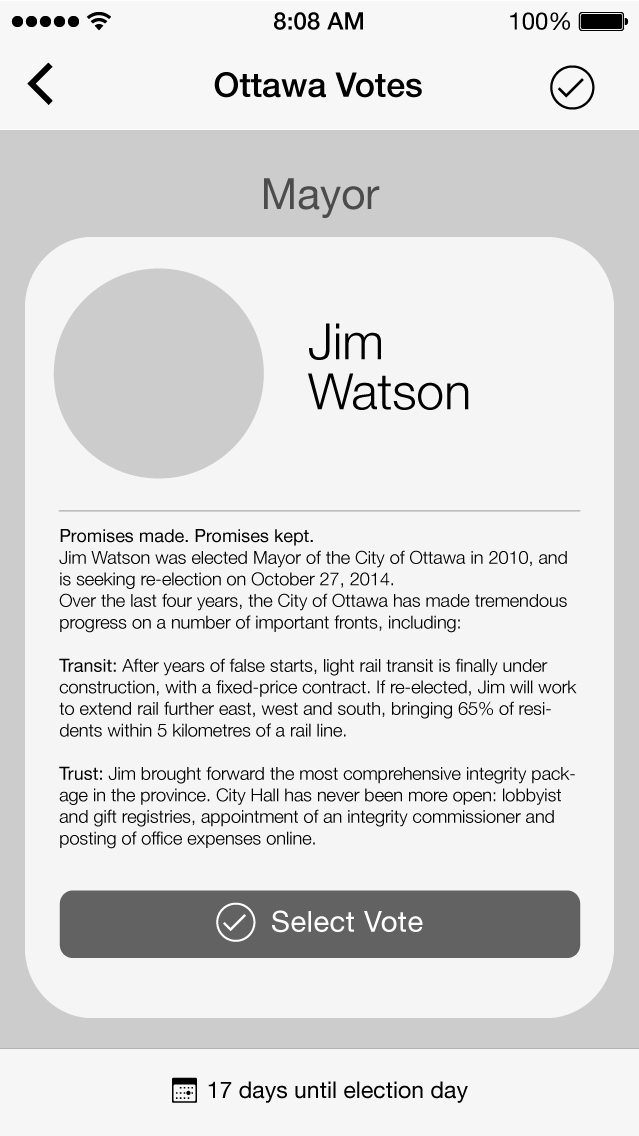 8:08 AM 100%
Ottawa Votes
Mayor
Jim
Watson
Promises made. Promises kept.
Jim Watson was elected Mayor of the City of Ottawa in 2010, and
is seeking re-election on October 27, 2014.
Over the last four years, the City of Ottawa has made tremendous
progress on a number of important fronts, including:
Transit: After years of false starts, light rail transit is finally under
construction, with a fixed-price contract. If re-elected, Jim will work
to extend rail further east, west and south, bringing 65% of resi-
dents within 5 kilometres of a rail line.
Trust: Jim brought forward the most comprehensive integrity pack-
age in the province. City Hall has never been more open: lobbyist
and gift registries, appointment of an integrity commissioner and
posting of office expenses online.
Select Vote
17 days until election day